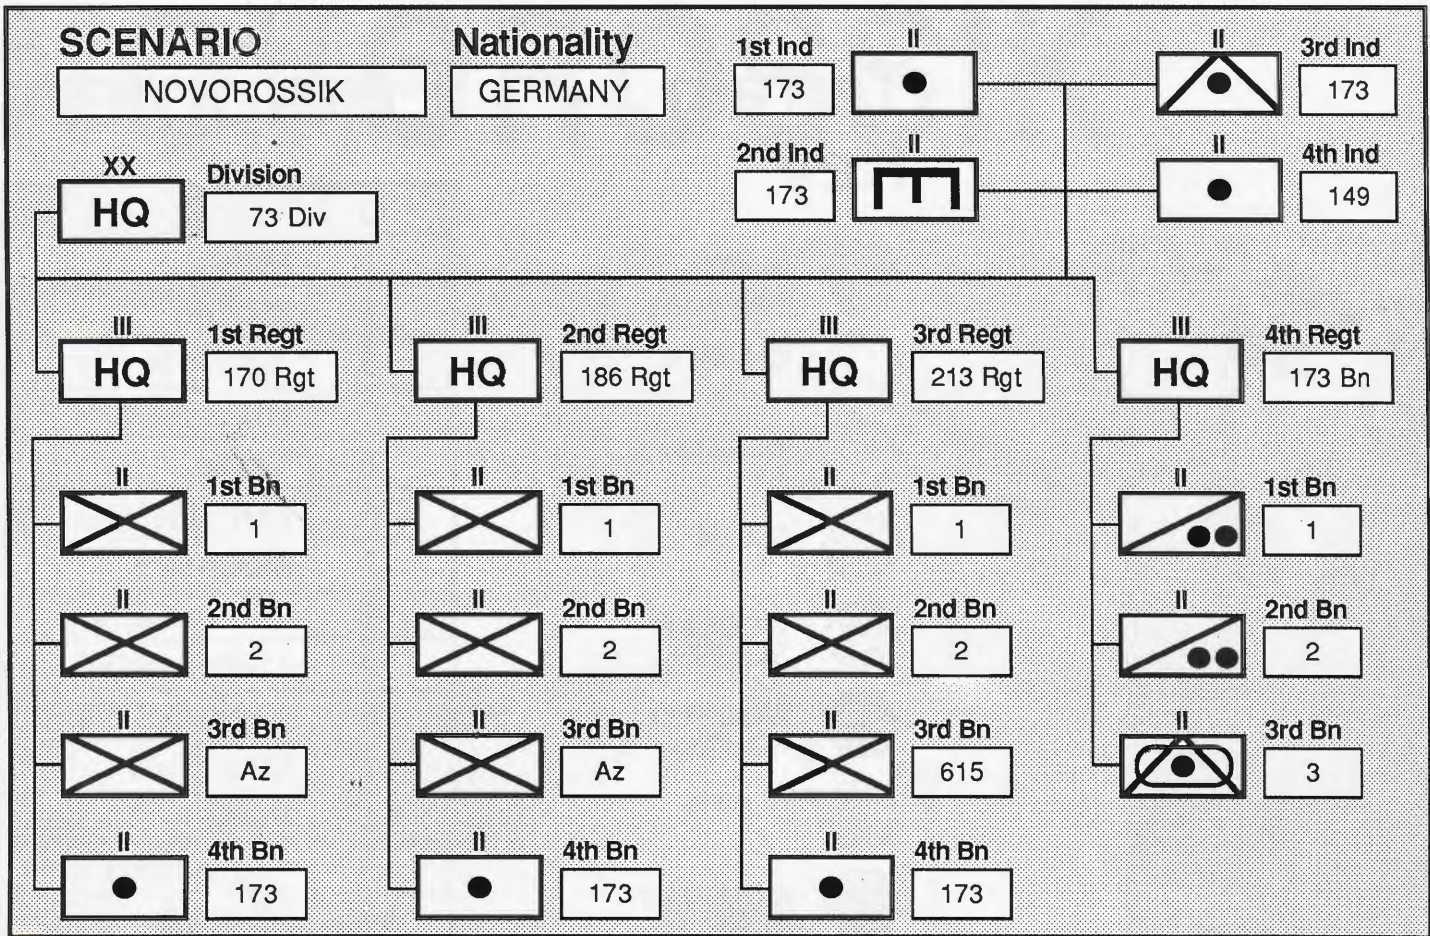 SCENARIO
Nationality
NOVOROSSIK
GERMANY
1st Ind
II
173
II
3rd Ind
173
2nd Ind
II
173
II
4th Ind
149
XX
HQ
Division
73 Div
III
HQ
1st Regt
170 Rgt
III
HQ
2nd Regt
186 Rgt
III
HQ
3rd Regt
213 Rgt
III
HQ
4th Regt
173 Bn
II
1st Bn
1
II
1st Bn
1
II
1st Bn
1
II
1st Bn
1
II
2nd Bn
2
II
2nd Bn
2
II
2nd Bn
2
II
2nd Bn
2
II
3rd Bn
Az
II
3rd Bn
Az
II
3rd Bn
615
II
3rd Bn
3
II
4th Bn
173
II
4th Bn
173
II
4th Bn
173